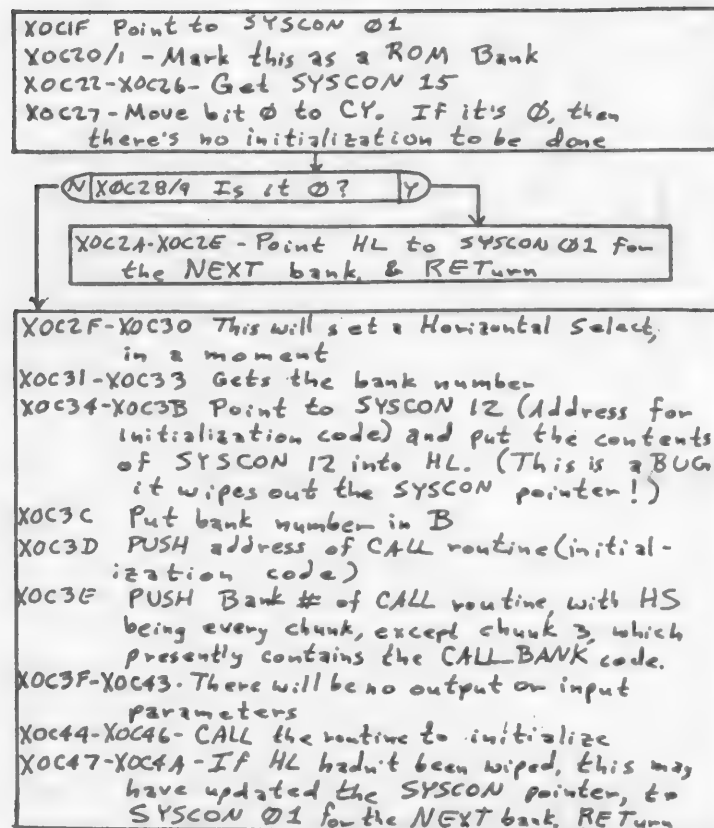 X0C1F Point to SYSCON Ø1
X0C20/1 - Mark this as a ROM Bank
X0C22-X0C26- Get SYSCON 15
X0C27-Move bit Ø to CY. If it's Ø, then
there's no initialization to be done
N XØC28/9 Is it Ø? Y
X0C2A-X0C2E - Point HL to SYSCON Ø1 for
the NEXT bank, & RETurn
X0C2F-X0C30 This will set a Horizontal Select,
in a moment
X0C31-X0C33 Gets the bank number
X0C34-X0C3B Point to SYSCON 12 (Address for
initialization code) and put the contents
of SYSCON 12 into HL. (This is a BUG
it wipes out the SYSCON pointer!)
X0C3C Put bank number in B
X0C3D PUSH address of CALL routine (initial-
ization code)
X0C3E PUSH Bank # of CALL routine, with HS
being every chunk, except chunk 3, which
presently contains the CALL_BANK code.
X0C3F-X0C43. There will be no output or input
parameters
X0C44-X0C46- CALL the routine to initialize
X0C47-X0C4A-If HL hadn't been wiped, this may
have updated the SYSCON pointer, to
SYSCON Ø1 for the NEXT bank, RETurn